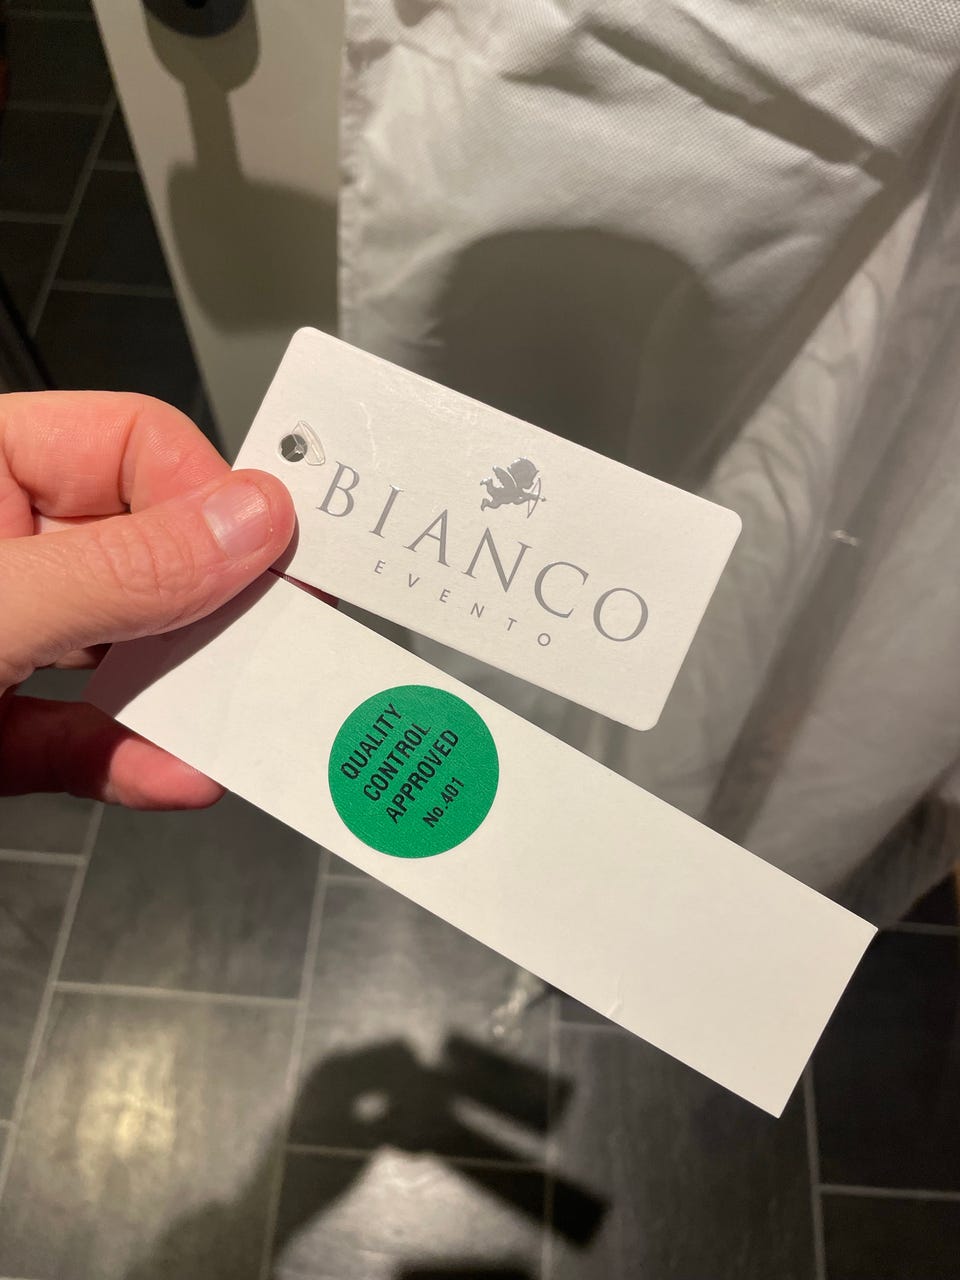 BIANCO
EVENTO
QUALITY
CONTROL
APPROVED
No.401